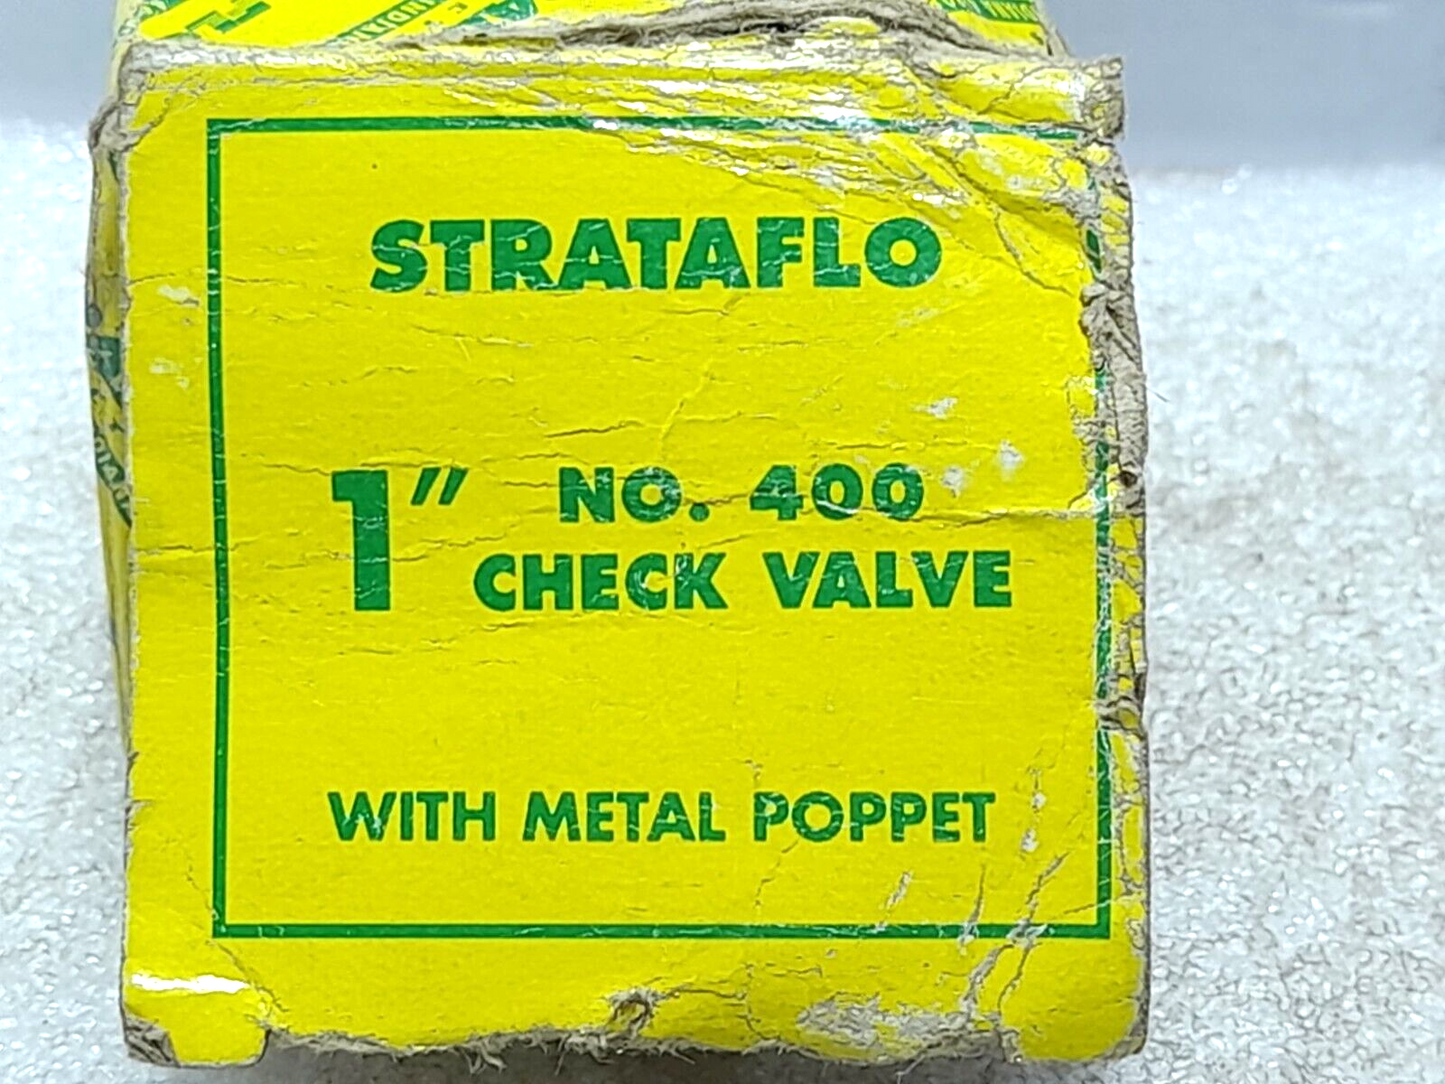 STRATAFLO
1" NO. 400
CHECK VALVE
WITH METAL POPPET